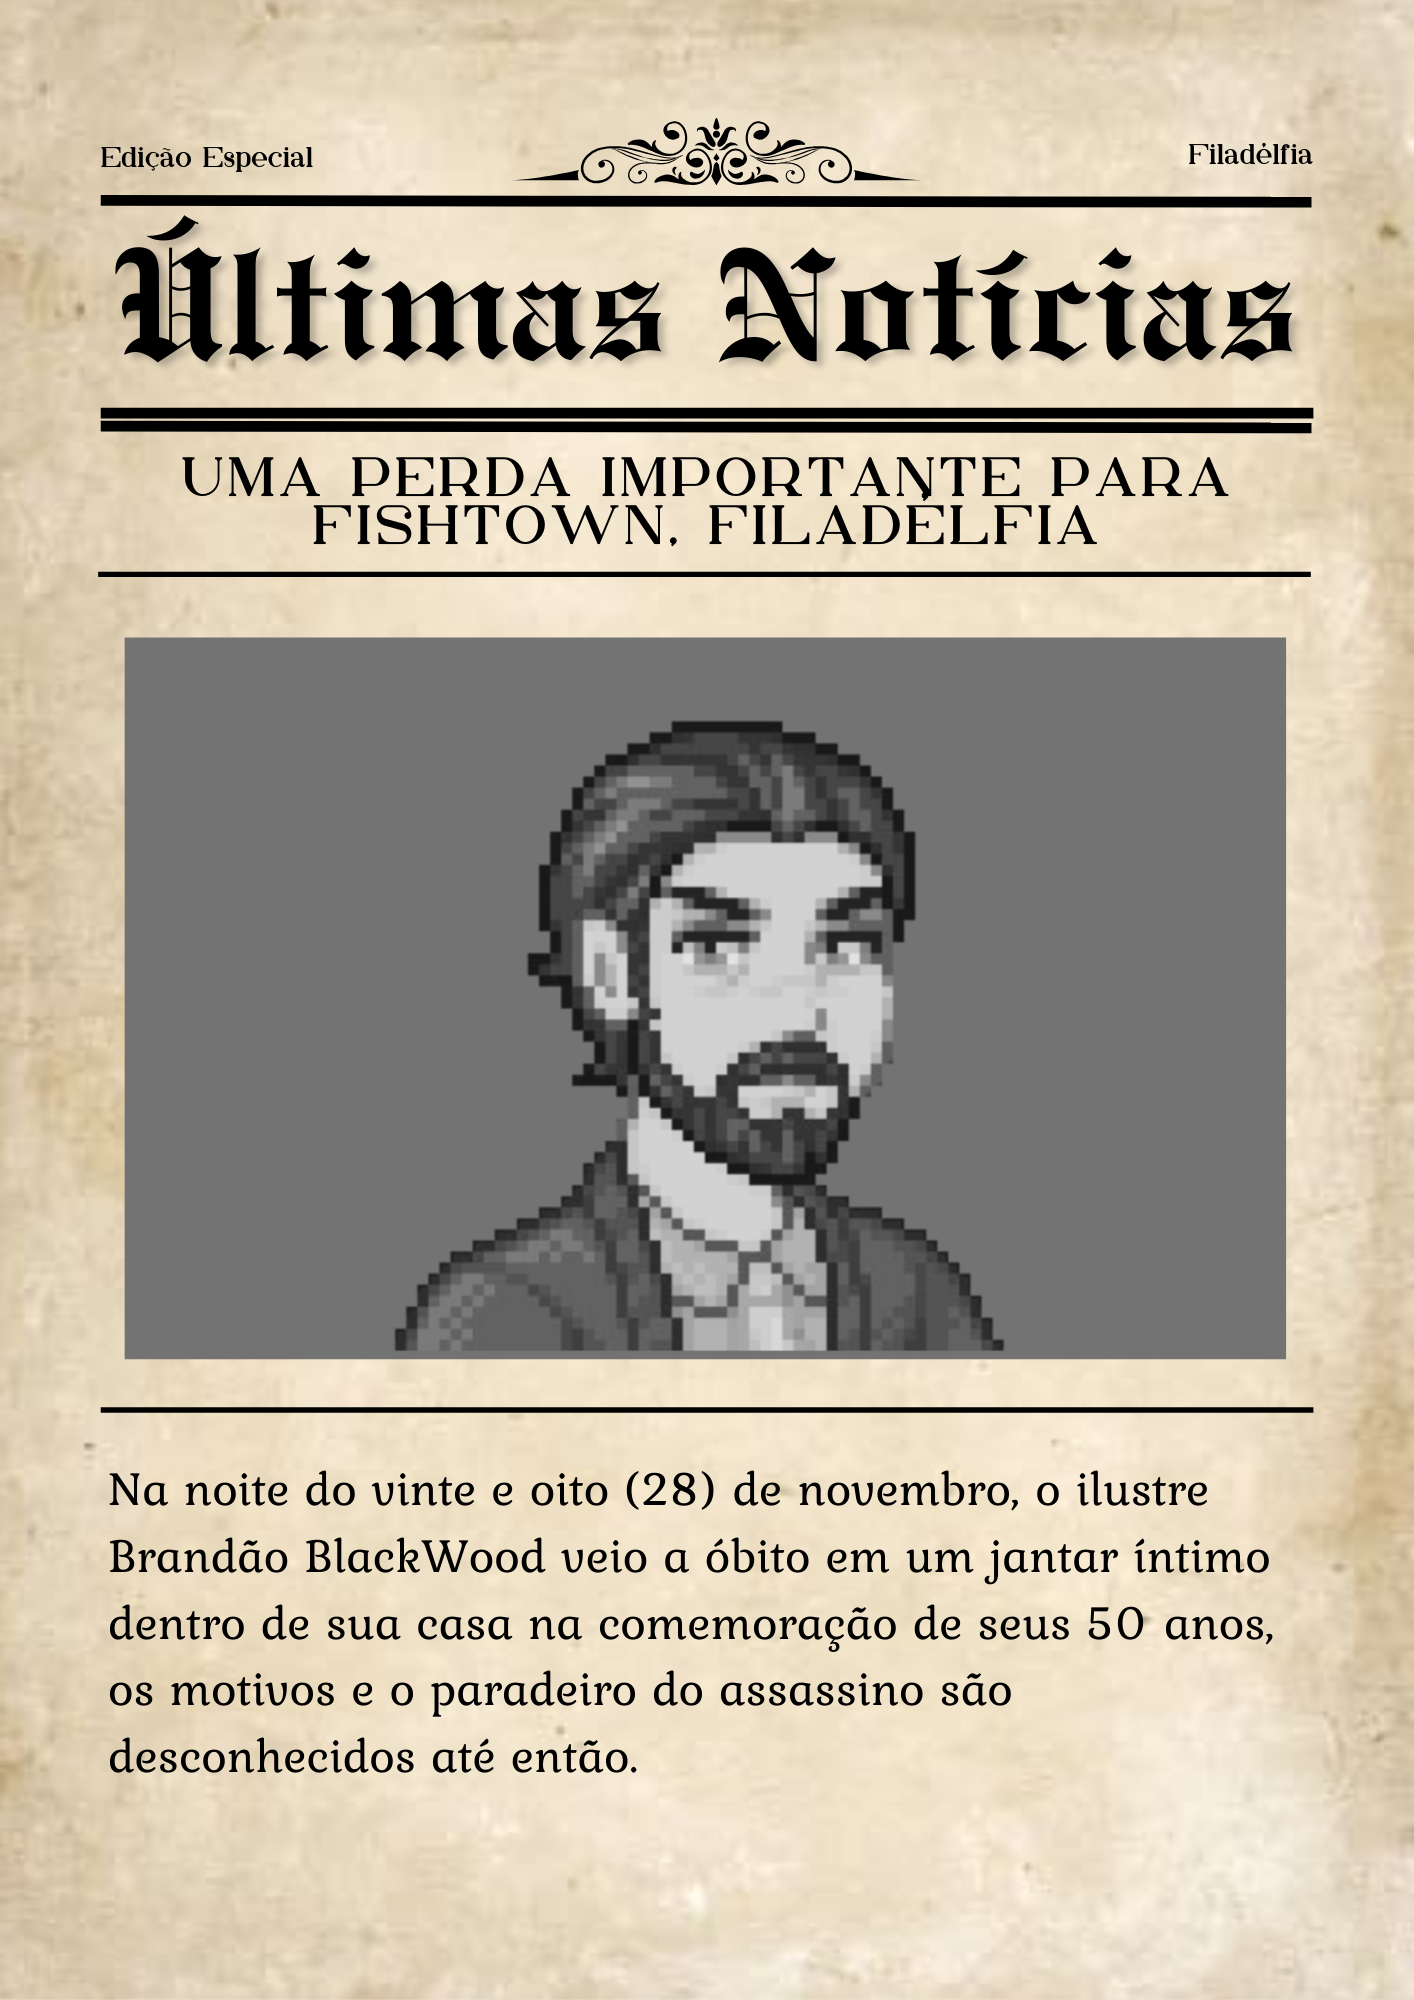 Edição Especial
Filadélfia
Últimas Notícias
UMA PERDA IMPORTANTE PARA
FISHTOWN, FILADÉLFIA
Na noite do vinte e oito (28) de novembro, o ilustre
Brandão BlackWood veio a óbito em um jantar íntimo
dentro de sua casa na comemoração de seus 50 anos,
os motivos e o paradeiro do assassino são
desconhecidos até então.